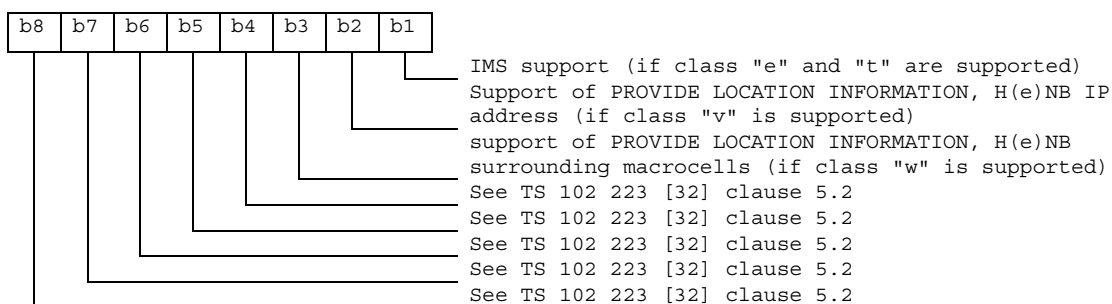 b8 b7 b6 b5 b4 b3 b2 b1
IMS support (if class "e" and "t" are supported)
Support of PROVIDE LOCATION INFORMATION, H(e)NB IP
address (if class "v" is supported)
support of PROVIDE LOCATION INFORMATION, H(e)NB
surrounding macrocells (if class "w" is supported)
See TS 102 223 [32] clause 5.2
See TS 102 223 [32] clause 5.2
See TS 102 223 [32] clause 5.2
See TS 102 223 [32] clause 5.2
See TS 102 223 [32] clause 5.2